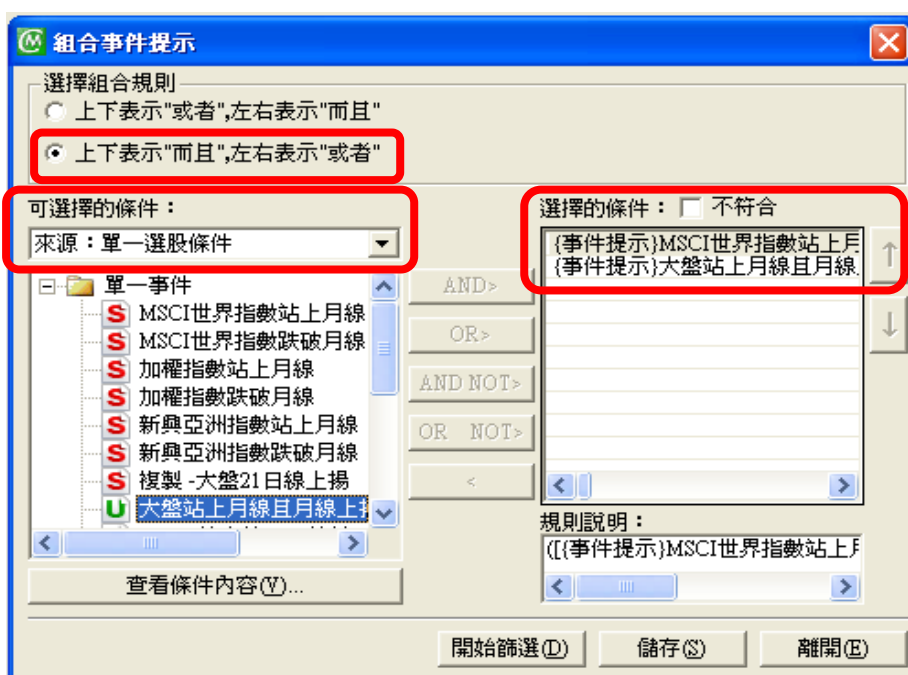 組合事件提示
選擇組合規則
上下表示"或者",左右表示"而且"
上下表示"而且",左右表示"或者"
可選擇的條件：
來源：單一選股條件
單一事件
MSCI世界指數站上月線
MSCI世界指數跌破月線
加權指數站上月線
加權指數跌破月線
新興亞洲指數站上月線
新興亞洲指數跌破月線
複製 -大盤21日線上揚
大盤站上月線且月線上
查看條件內容(V)...
AND>
OR>
AND NOT>
OR NOT>
<
選擇的條件： 不符合
{事件提示}MSCI世界指數站上月
{事件提示}大盤站上月線且月線
↑
↓
規則說明：
([{事件提示}MSCI世界指數站上月
開始篩選(D)
儲存(S)
離開(E)